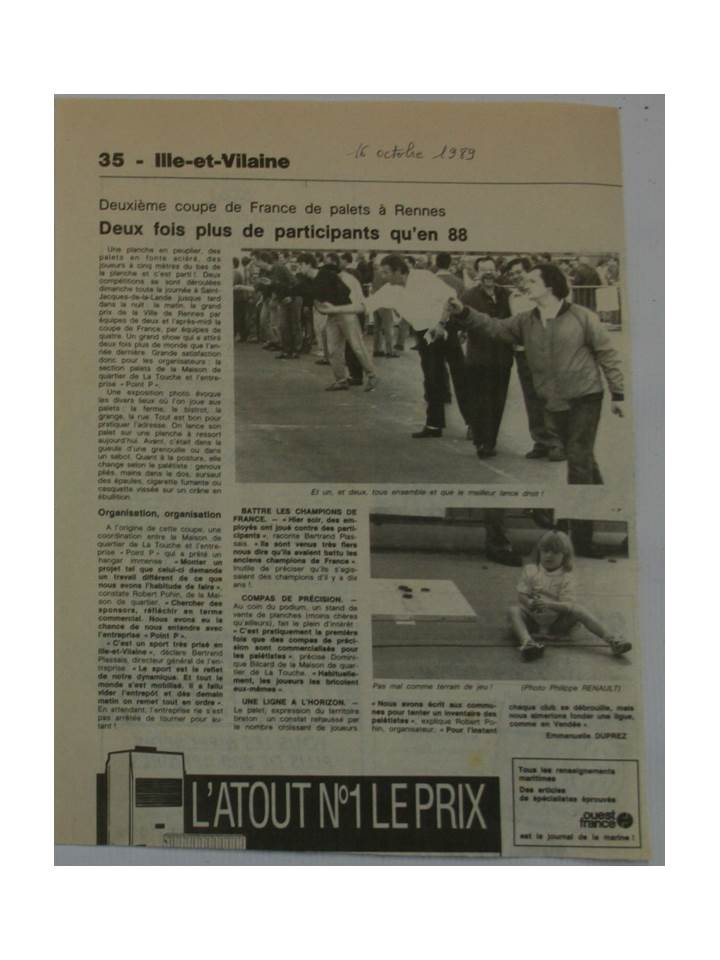 35 - Ille-et-Vilaine
16 octobre 1989
Deuxième coupe de France de palets à Rennes
Deux fois plus de participants qu'en 88
Une planche en peuplier, des
palets en fonte aciéré, des
joueurs à cinq mètres du bas de
la planche et c'est parti ! Deux
compétitions se sont déroulées
dimanche toute la journée à Saint-
Jacques-de-la-Lande jusque tard
dans la nuit : le matin, le grand
prix de la Ville de Rennes par
équipes de deux et l'après-midi la
coupe de France, par équipes de
quatre. Un grand show qui a attiré
deux fois plus de monde que l'an-
née dernière. Grande satisfaction
donc pour les organisateurs : la
section palets de la Maison de
quartier de La Touche et l'entre-
prise « Point P ».
Une exposition photo évoque
les divers lieux où l'on joue aux
palets : la ferme, le bistrot, la
grange, la rue. Tout est bon pour
pratiquer l'adresse. On lance son
palet sur une planche à ressort
aujourd'hui. Avant, c'était dans la
gueule d'une grenouille ou dans
un sabot. Quant à la posture, elle
change selon le palétiste : genoux
pliés, mains dans le dos, sursaut
des épaules, cigarette fumante ou
casquette vissée sur un crâne en
ébullition.
Organisation, organisation
A l'origine de cette coupe, une
coordination entre la Maison de
quartier de La Touche et l'entre-
prise « Point P » qui a prêté un
hangar immense. « Monter un
projet tel que celui-ci demande
un travail différent de ce que
nous avons l'habitude de faire »,
constate Robert Pohin, de la Mai-
son de quartier. « Chercher des
sponsors, réfléchir en terme
commercial. Nous avons eu la
chance de nous entendre avec
l'entreprise « Point P ».
« C'est un sport très prisé en
Ille-et-Vilaine », déclare Bertrand
Plassais, directeur général de l'en-
treprise. « Le sport est le reflet
de notre dynamique. Et tout le
monde s'est mobilisé. Il a fallu
vider l'entrepôt et dès demain
matin on remet tout en ordre ».
En attendant, l'entreprise ne s'est
pas arrêtée de tourner pour au-
tant !
Et un, et deux, tous ensemble et que le meilleur lance droit !
BATTRE LES CHAMPIONS DE
FRANCE. — « Hier soir, des em-
ployés ont joué contre des parti-
cipants », raconte Bertrand Plas-
sais. « Ils sont venus très fiers
nous dire qu'ils avaient battu les
anciens champions de France ».
Inutile de préciser qu'ils s'agis-
saient des champions d'il y a dix
ans !
COMPAS DE PRÉCISION. —
Au coin du podium, un stand de
vente de planches (moins chères
qu'ailleurs), fait le plein d'intérêt :
« C'est pratiquement la première
fois que des compas de préci-
sion sont commercialisés pour
les palétistes », précise Domini-
que Bilcard de la Maison de quar-
tier de La Touche. « Habituelle-
ment, les joueurs les bricolent
eux-mêmes ».
UNE LIGNE A L'HORIZON. —
Le palet, expression du territoire
breton : un constat rehaussé par
le nombre croissant de joueurs
Pas mal comme terrain de jeu !
(Photo Philippe RENAULT)
« Nous avons écrit aux commu-
nes pour tenter un inventaire des
palétistes », explique Robert Po-
hin, organisateur. « Pour l'instant
chaque club se débrouille, mais
nous aimerions fonder une ligue,
comme en Vendée ».
Emmanuelle DUPREZ
L'ATOUT N°1 LE PRIX
Tous les renseignements
maritimes
Des articles
de spécialistes éprouvés
ouest
france
est le journal de la marine !